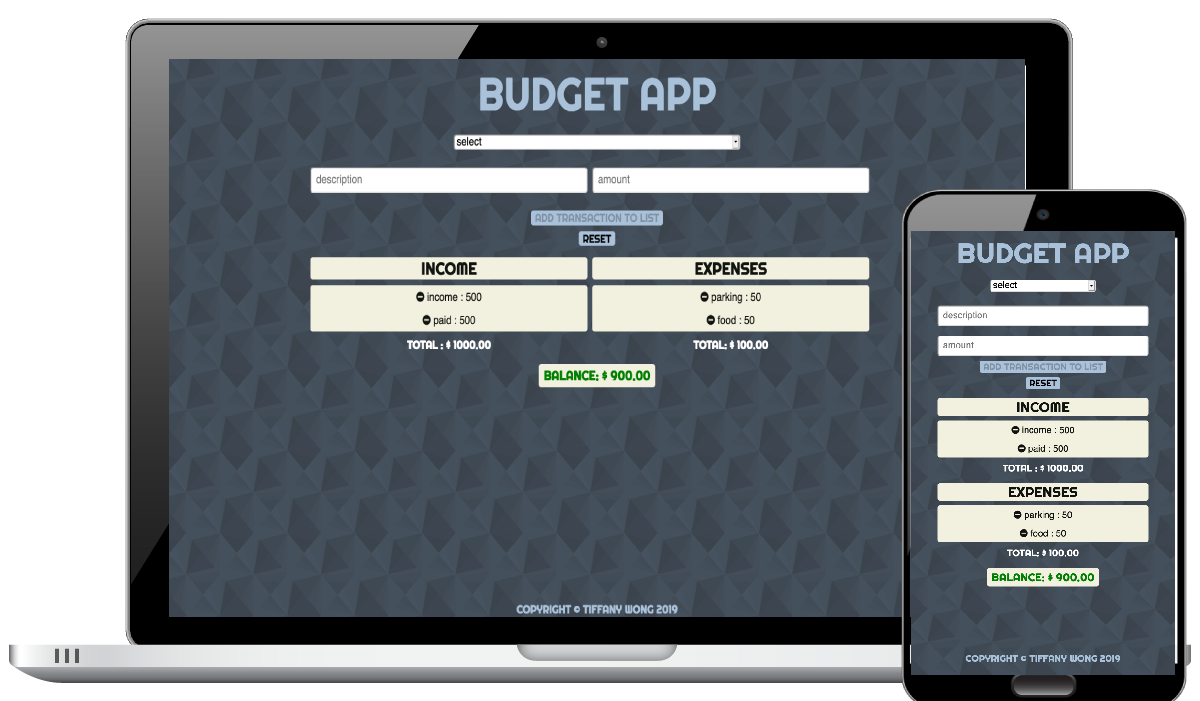 BUDGET APP
select
description amount
ADD TRANSACTION TO LIST
RESET
INCOME EXPENSES
income : 500 parking : 50
paid : 500 food : 50
TOTAL : $ 1000.00 TOTAL: $ 100.00
BALANCE: $ 900.00
COPYRIGHT © TIFFANY WONG 2019
BUDGET APP
select
description
amount
ADD TRANSACTION TO LIST
RESET
INCOME
income : 500
paid : 500
TOTAL : $ 1000.00
EXPENSES
parking : 50
food : 50
TOTAL: $ 100.00
BALANCE: $ 900.00
COPYRIGHT © TIFFANY WONG 2019